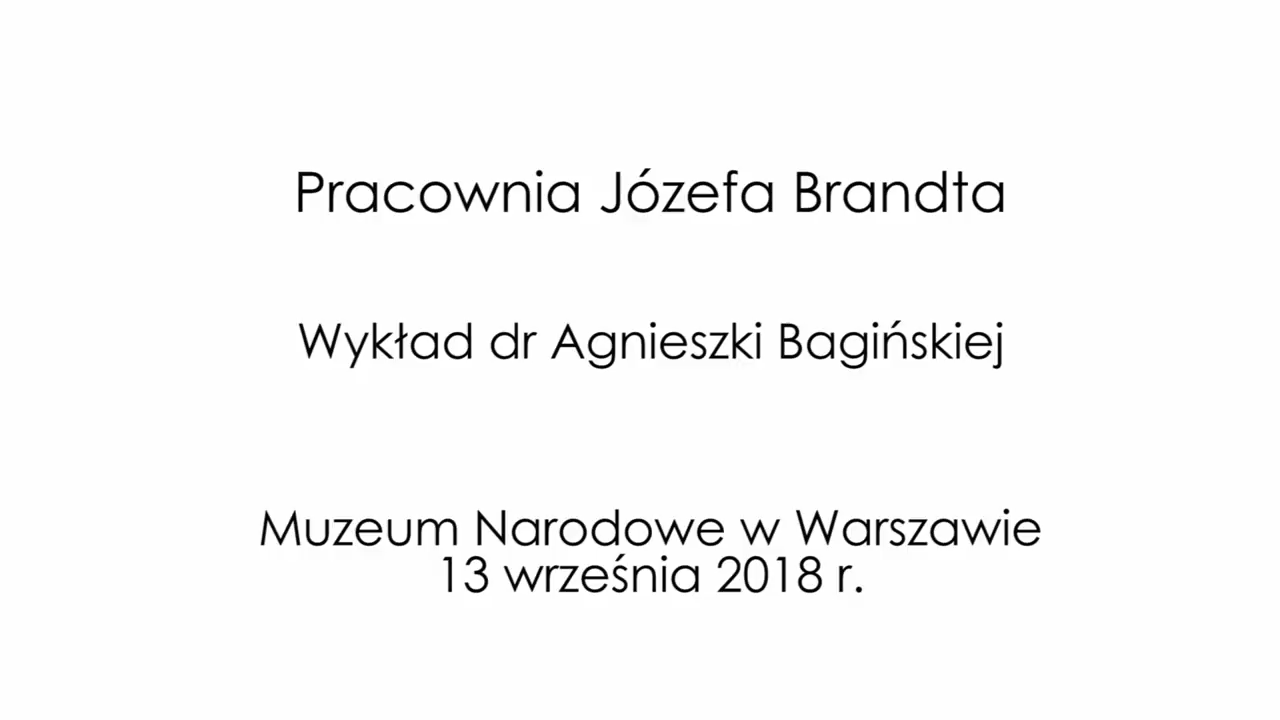 Pracownia Józefa Brandta
Wykład dr Agnieszki Bagińskiej
Muzeum Narodowe w Warszawie
13 września 2018 r.